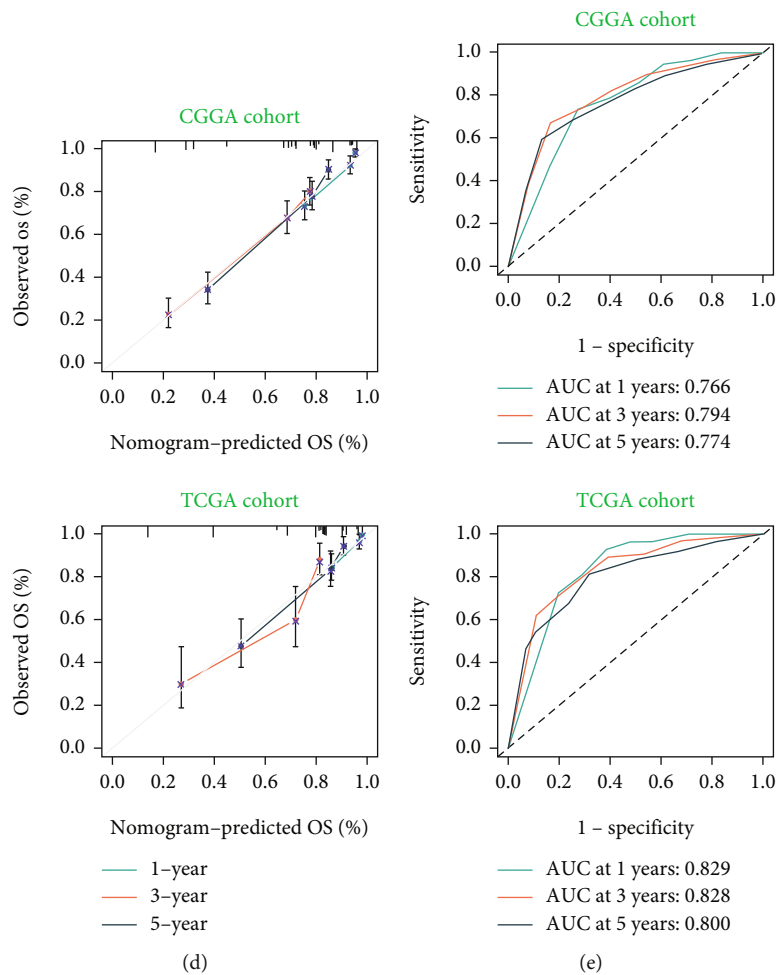 CGGA cohort
Observed os (%)
1.0
0.8
0.6
0.4
0.2
0.0
0.0 0.2 0.4 0.6 0.8 1.0
Nomogram–predicted OS (%)
TCGA cohort
Observed OS (%)
1.0
0.8
0.6
0.4
0.2
0.0
0.0 0.2 0.4 0.6 0.8 1.0
Nomogram–predicted OS (%)
1–year
3–year
5–year
(d)
CGGA cohort
Sensitivity
1.0
0.8
0.6
0.4
0.2
0.0
0.0 0.2 0.4 0.6 0.8 1.0
1 – specificity
AUC at 1 years: 0.766
AUC at 3 years: 0.794
AUC at 5 years: 0.774
TCGA cohort
Sensitivity
1.0
0.8
0.6
0.4
0.2
0.0
0.0 0.2 0.4 0.6 0.8 1.0
1 – specificity
AUC at 1 years: 0.829
AUC at 3 years: 0.828
AUC at 5 years: 0.800
(e)